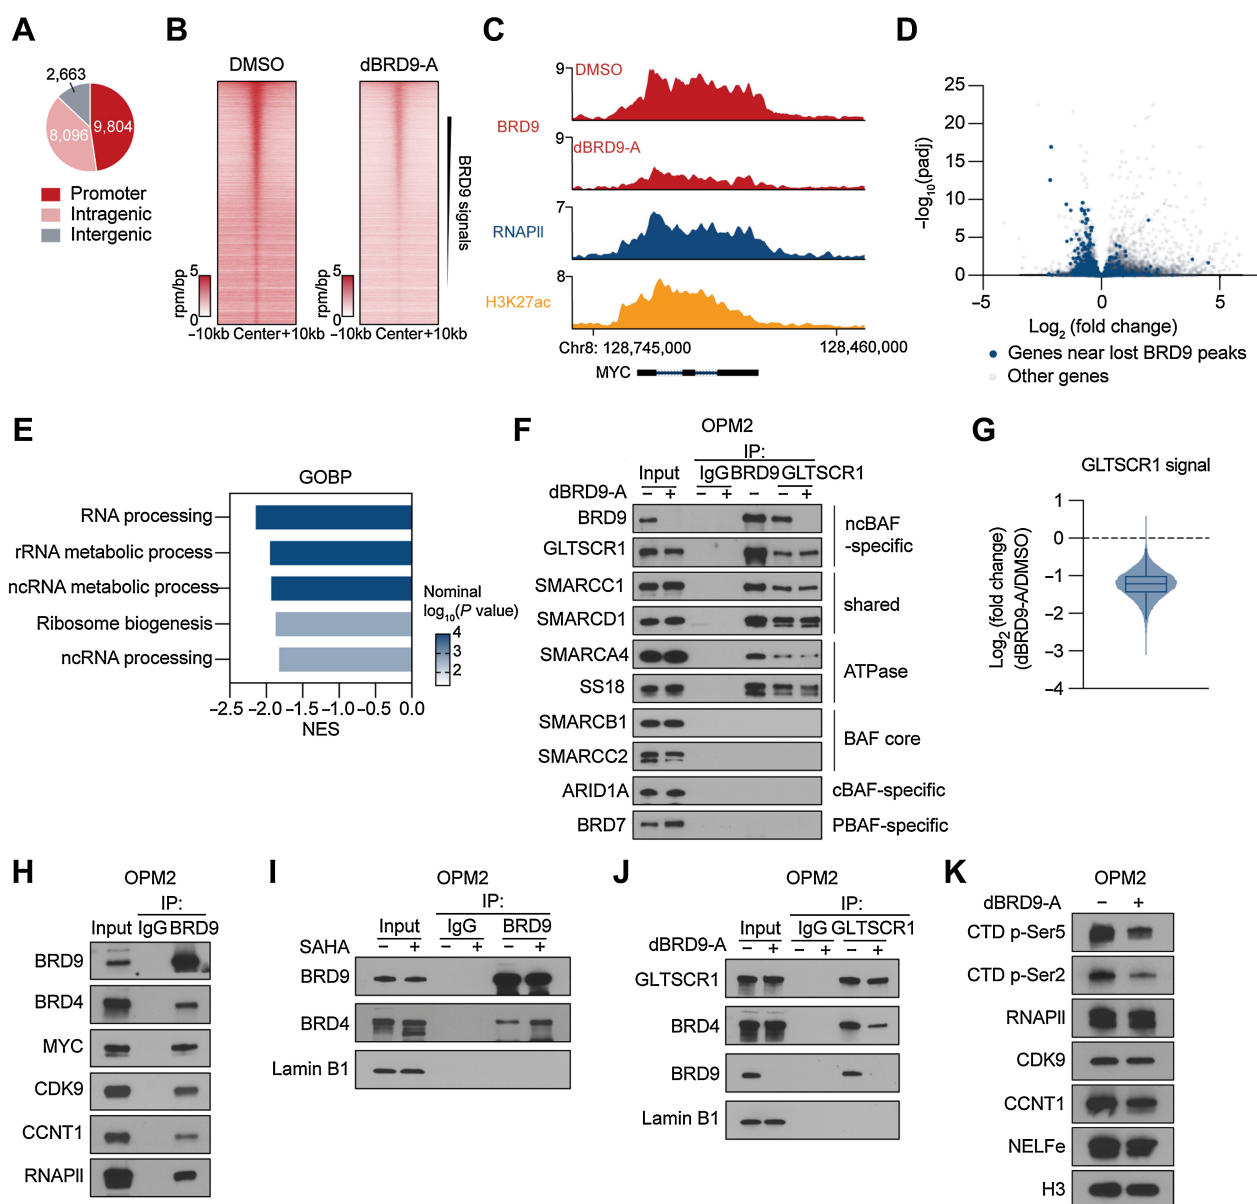 A
2,663
8,096
9,804
Promoter
Intragenic
Intergenic
B
DMSO
dBRD9-A
BRD9 signals
rpm/bp
5
0
rpm/bp
5
0
−10kb Center+10kb
−10kb Center+10kb
C
9
DMSO
BRD9
9
dBRD9-A
7
RNAPII
8
H3K27ac
Chr8: 128,745,000
128,460,000
MYC
D
-log10(padj)
25
20
15
10
5
0
−5
0
5
Log2 (fold change)
Genes near lost BRD9 peaks
Other genes
E
GOBP
RNA processing
rRNA metabolic process
ncRNA metabolic process
Ribosome biogenesis
ncRNA processing
−2.5 −2.0 −1.5 −1.0 −0.5 0.0
NES
Nominal
log10(P value)
4
3
2
F
OPM2
IP:
Input IgG BRD9 GLTSCR1
dBRD9-A − + − + − − +
BRD9
GLTSCR1
SMARCC1
SMARCD1
SMARCA4
SS18
SMARCB1
SMARCC2
ARID1A
BRD7
ncBAF
-specific
shared
ATPase
BAF core
cBAF-specific
PBAF-specific
G
GLTSCR1 signal
Log2 (fold change)
(dBRD9-A/DMSO)
1
0
−1
−2
−3
−4
H
OPM2
IP:
Input IgG BRD9
BRD9
BRD4
MYC
CDK9
CCNT1
RNAPII
I
OPM2
IP:
Input IgG BRD9
SAHA − + − + − +
BRD9
BRD4
Lamin B1
J
OPM2
IP:
Input IgG GLTSCR1
dBRD9-A − + − + − +
GLTSCR1
BRD4
BRD9
Lamin B1
K
OPM2
dBRD9-A − +
CTD p-Ser5
CTD p-Ser2
RNAPII
CDK9
CCNT1
NELFe
H3